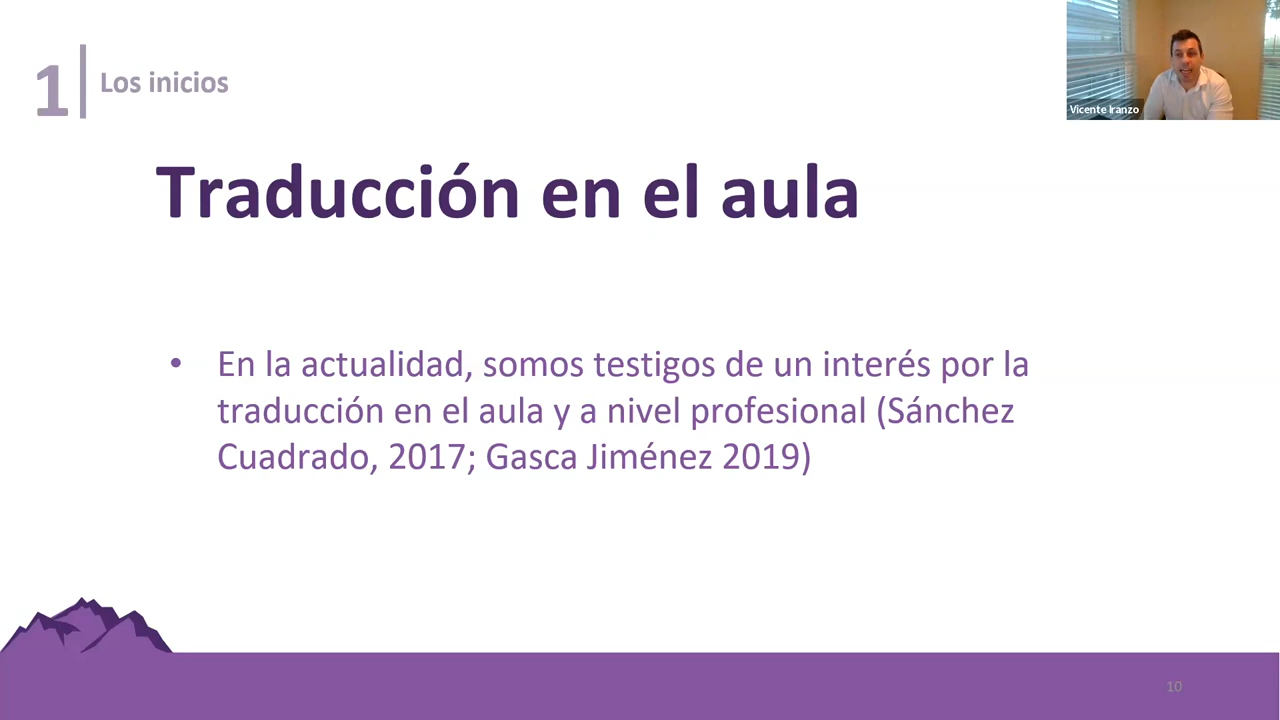 1
Los inicios
Vicente Iranzo
Traducción en el aula
• En la actualidad, somos testigos de un interés por la
traducción en el aula y a nivel profesional (Sánchez
Cuadrado, 2017; Gasca Jiménez 2019)
10